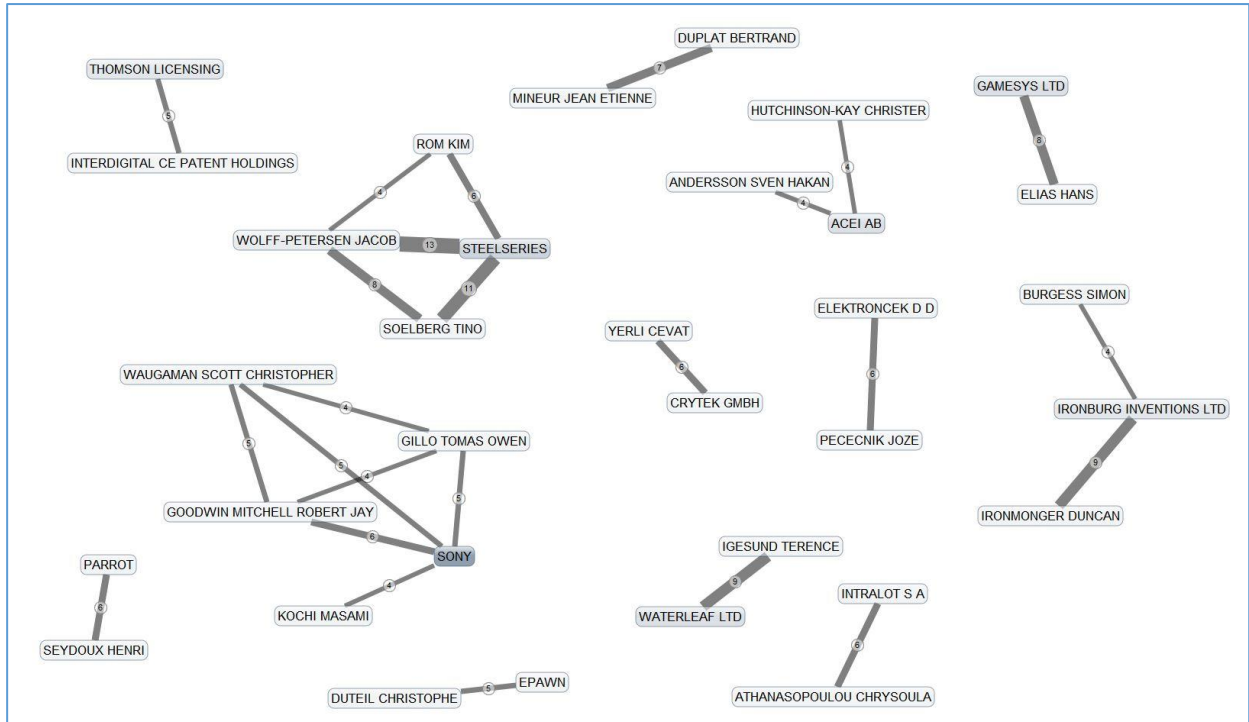 DUPLAT BERTRAND
THOMSON LICENSING
7
GAMESYS LTD
MINEUR JEAN ETIENNE
HUTCHINSON-KAY CHRISTER
5
ROM KIM
8
INTERDIGITAL CE PATENT HOLDINGS
4
ANDERSSON SVEN HAKAN
4
6
ELIAS HANS
4
ACEI AB
WOLFF-PETERSEN JACOB
13
STEELSERIES
8
11
BURGESS SIMON
ELEKTRONCEK D D
SOELBERG TINO
YERLI CEVAT
4
6
6
WAUGAMAN SCOTT CHRISTOPHER
CRYTEK GMBH
4
IRONBURG INVENTIONS LTD
GILLO TOMAS OWEN
PECECNIK JOZE
5
5
4
9
5
GOODWIN MITCHELL ROBERT JAY
IRONMONGER DUNCAN
6
SONY
IGESUND TERENCE
PARROT
4
9
INTRALOT S A
6
KOCHI MASAMI
WATERLEAF LTD
SEYDOUX HENRI
6
EPAWN
5
DUTEIL CHRISTOPHE
ATHANASOPOULOU CHRYSOULA